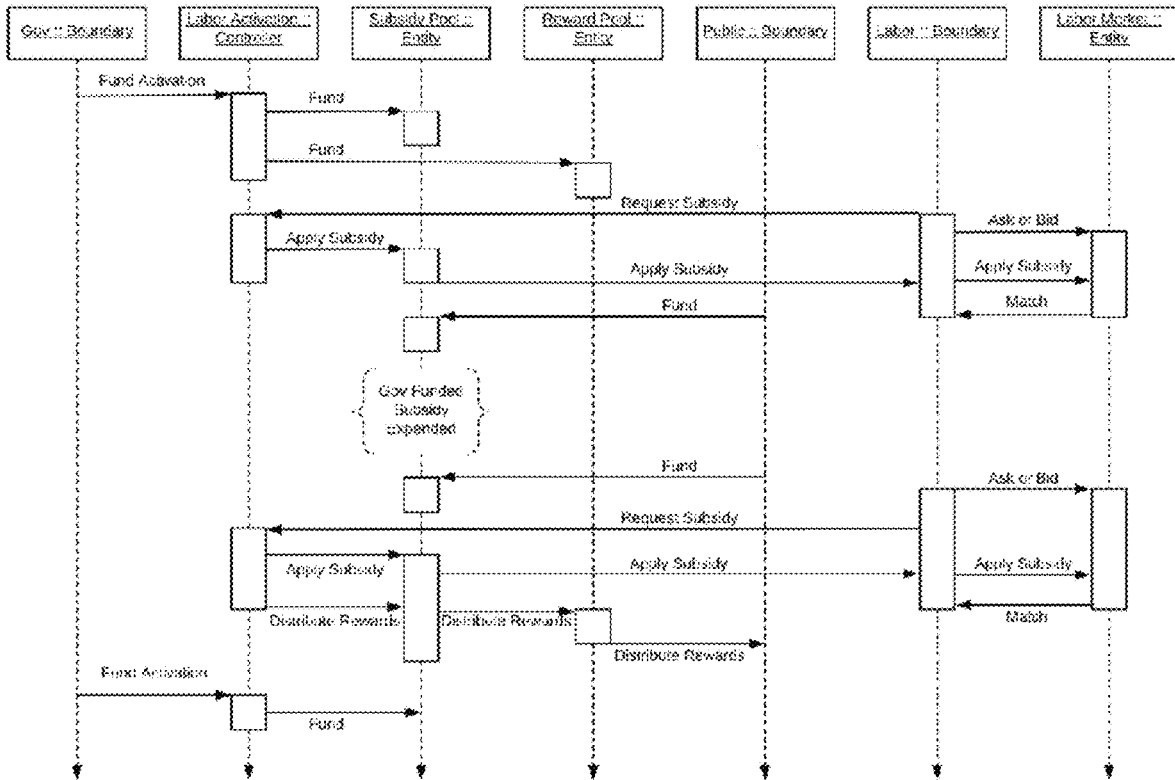 Gov :: Boundary
Labor Activation ::
Controller
Subsidy Pool ::
Entity
Reward Pool ::
Entity
Public :: Boundary
Labor :: Boundary
Labor Market ::
Entity
Fund Activation
Fund
Fund
Request Subsidy
Ask or Bid
Apply Subsidy
Apply Subsidy
Apply Subsidy
Fund
Match
Gov Funded
Subsidy
Expended
Fund
Ask or Bid
Request Subsidy
Apply Subsidy
Apply Subsidy
Apply Subsidy
Distribute Rewards
Distribute Rewards
Match
Distribute Rewards
Fund Activation
Fund